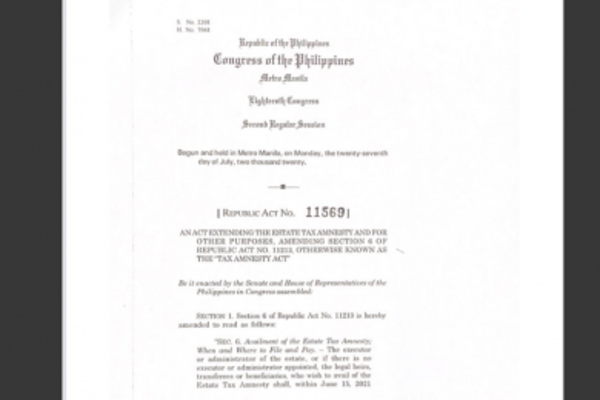 S. No. 2208
H. No. 7068
Republic of the Philippines
Congress of the Philippines
Metro Manila
Eighteenth Congress
Second Regular Session
Begun and held in Metro Manila, on Monday, the twenty-seventh
day of July, two thousand twenty.
[ REPUBLIC ACT NO. 11569 ]
AN ACT EXTENDING THE ESTATE TAX AMNESTY AND FOR
OTHER PURPOSES, AMENDING SECTION 6 OF
REPUBLIC ACT NO. 11213, OTHERWISE KNOWN AS
THE "TAX AMNESTY ACT"
Be it enacted by the Senate and House of Representatives of the
Philippines in Congress assembled:
SECTION 1. Section 6 of Republic Act No. 11213 is hereby
amended to read as follows:
"SEC. 6. Availment of the Estate Tax Amnesty;
When and Where to File and Pay. – The executor
or administrator of the estate, or if there is no
executor or administrator appointed, the legal heirs,
transferees or beneficiaries, who wish to avail of the
Estate Tax Amnesty shall, within June 15, 2021